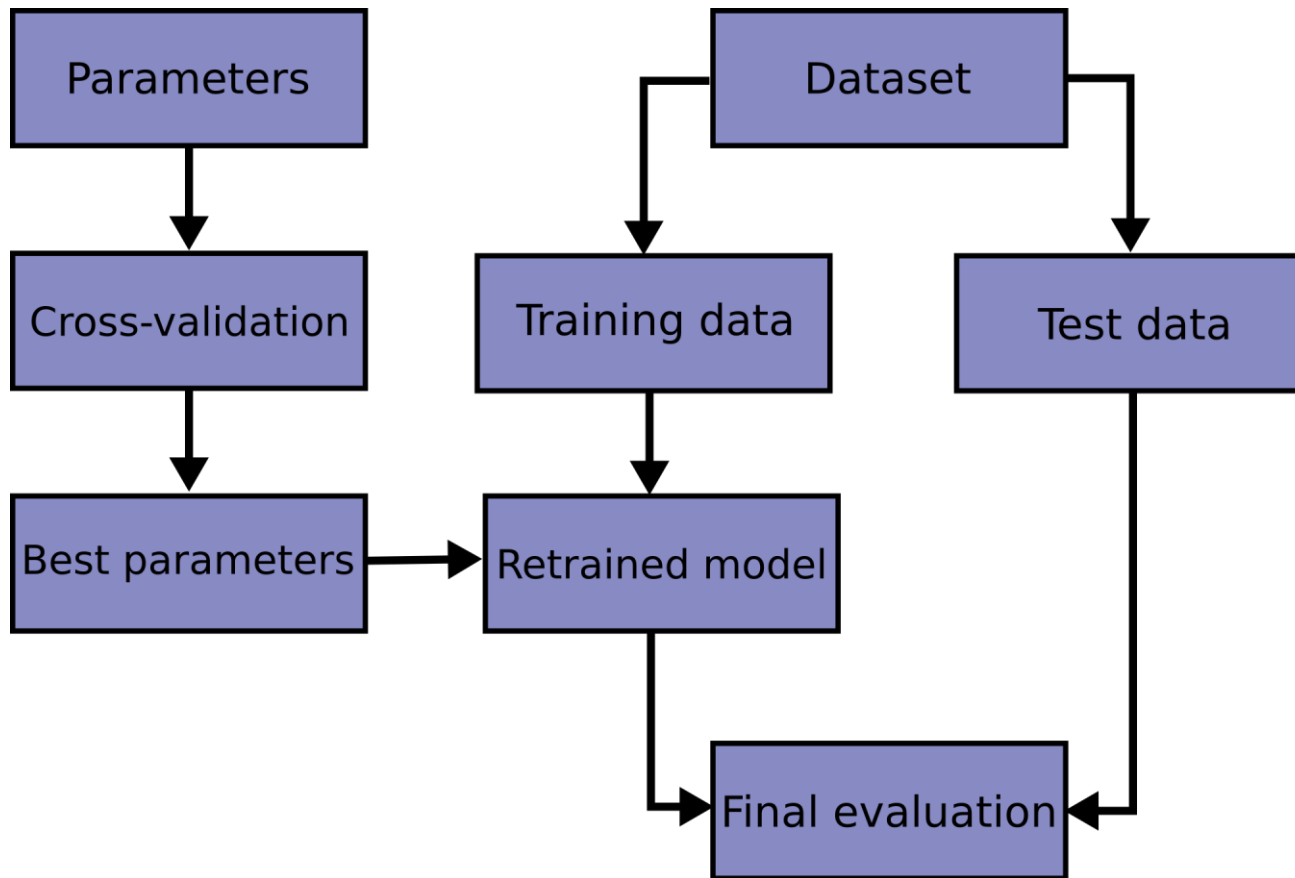 Parameters
Dataset
Cross-validation
Training data
Test data
Best parameters
Retrained model
Final evaluation